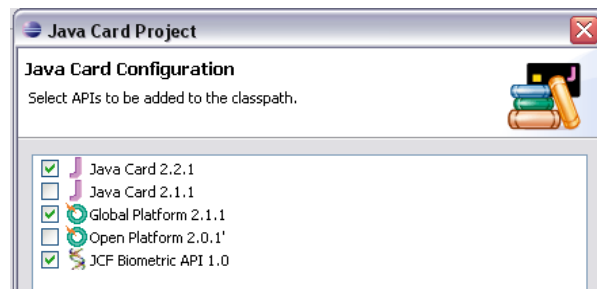 Java Card Project
Java Card Configuration
Select APIs to be added to the classpath.
Java Card 2.2.1
Java Card 2.1.1
Global Platform 2.1.1
Open Platform 2.0.1'
JCF Biometric API 1.0